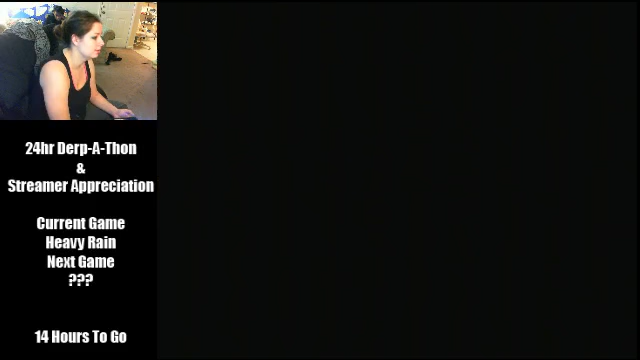 24hr Derp-A-Thon
&
Streamer Appreciation
Current Game
Heavy Rain
Next Game
???
14 Hours To Go